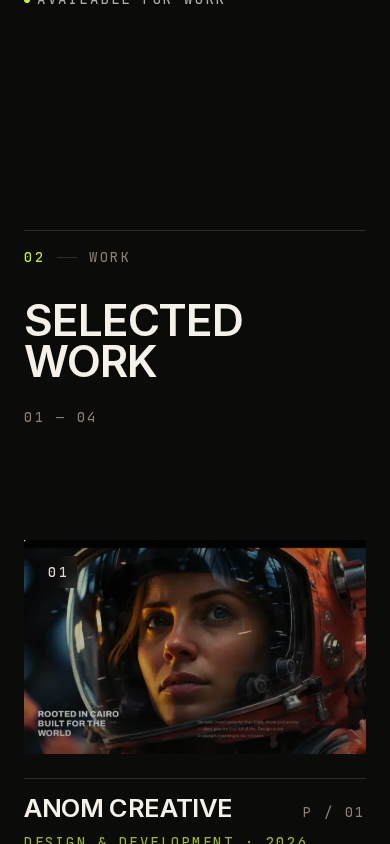 AVAILABLE FOR WORK
02 — WORK
SELECTED
WORK
01 — 04
01
ROOTED IN CAIRO
BUILT FOR THE
WORLD
ANOM CREATIVE
P / 01
DESIGN & DEVELOPMENT · 2026